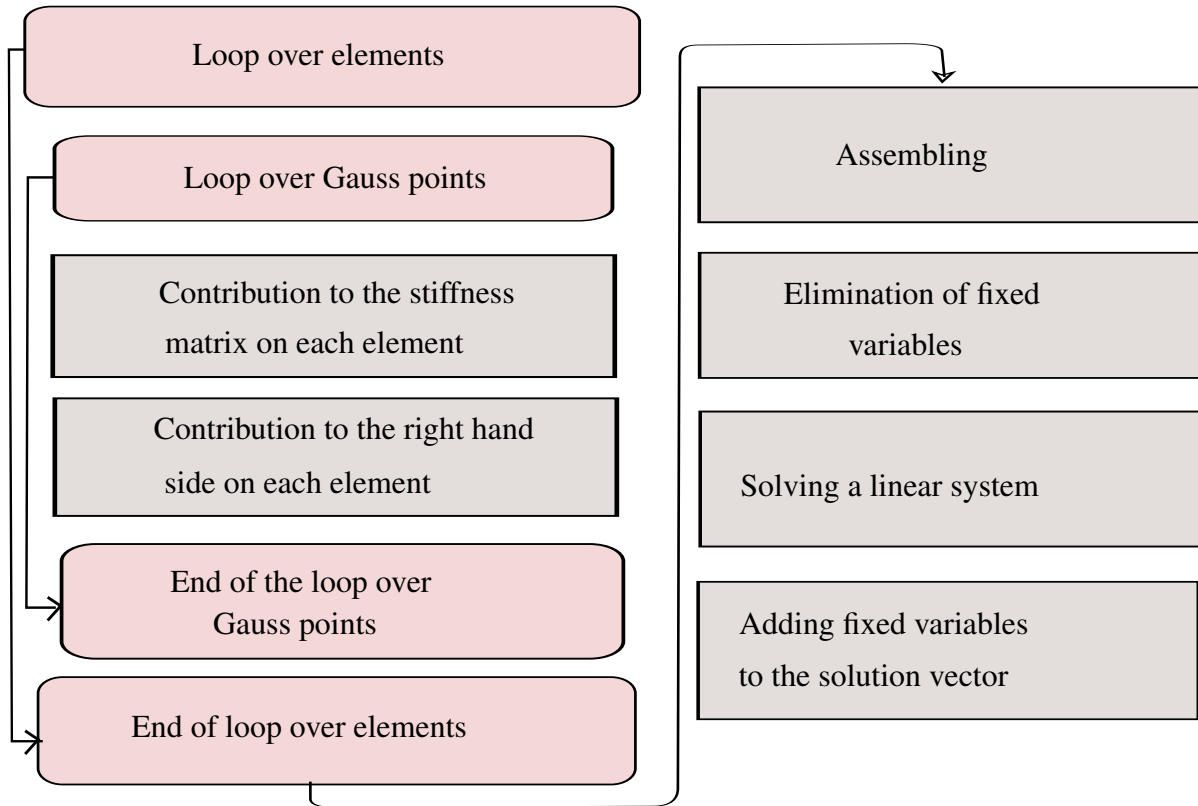 Loop over elements
Loop over Gauss points
Contribution to the stiffness
matrix on each element
Contribution to the right hand
side on each element
End of the loop over
Gauss points
End of loop over elements
Assembling
Elimination of fixed
variables
Solving a linear system
Adding fixed variables
to the solution vector